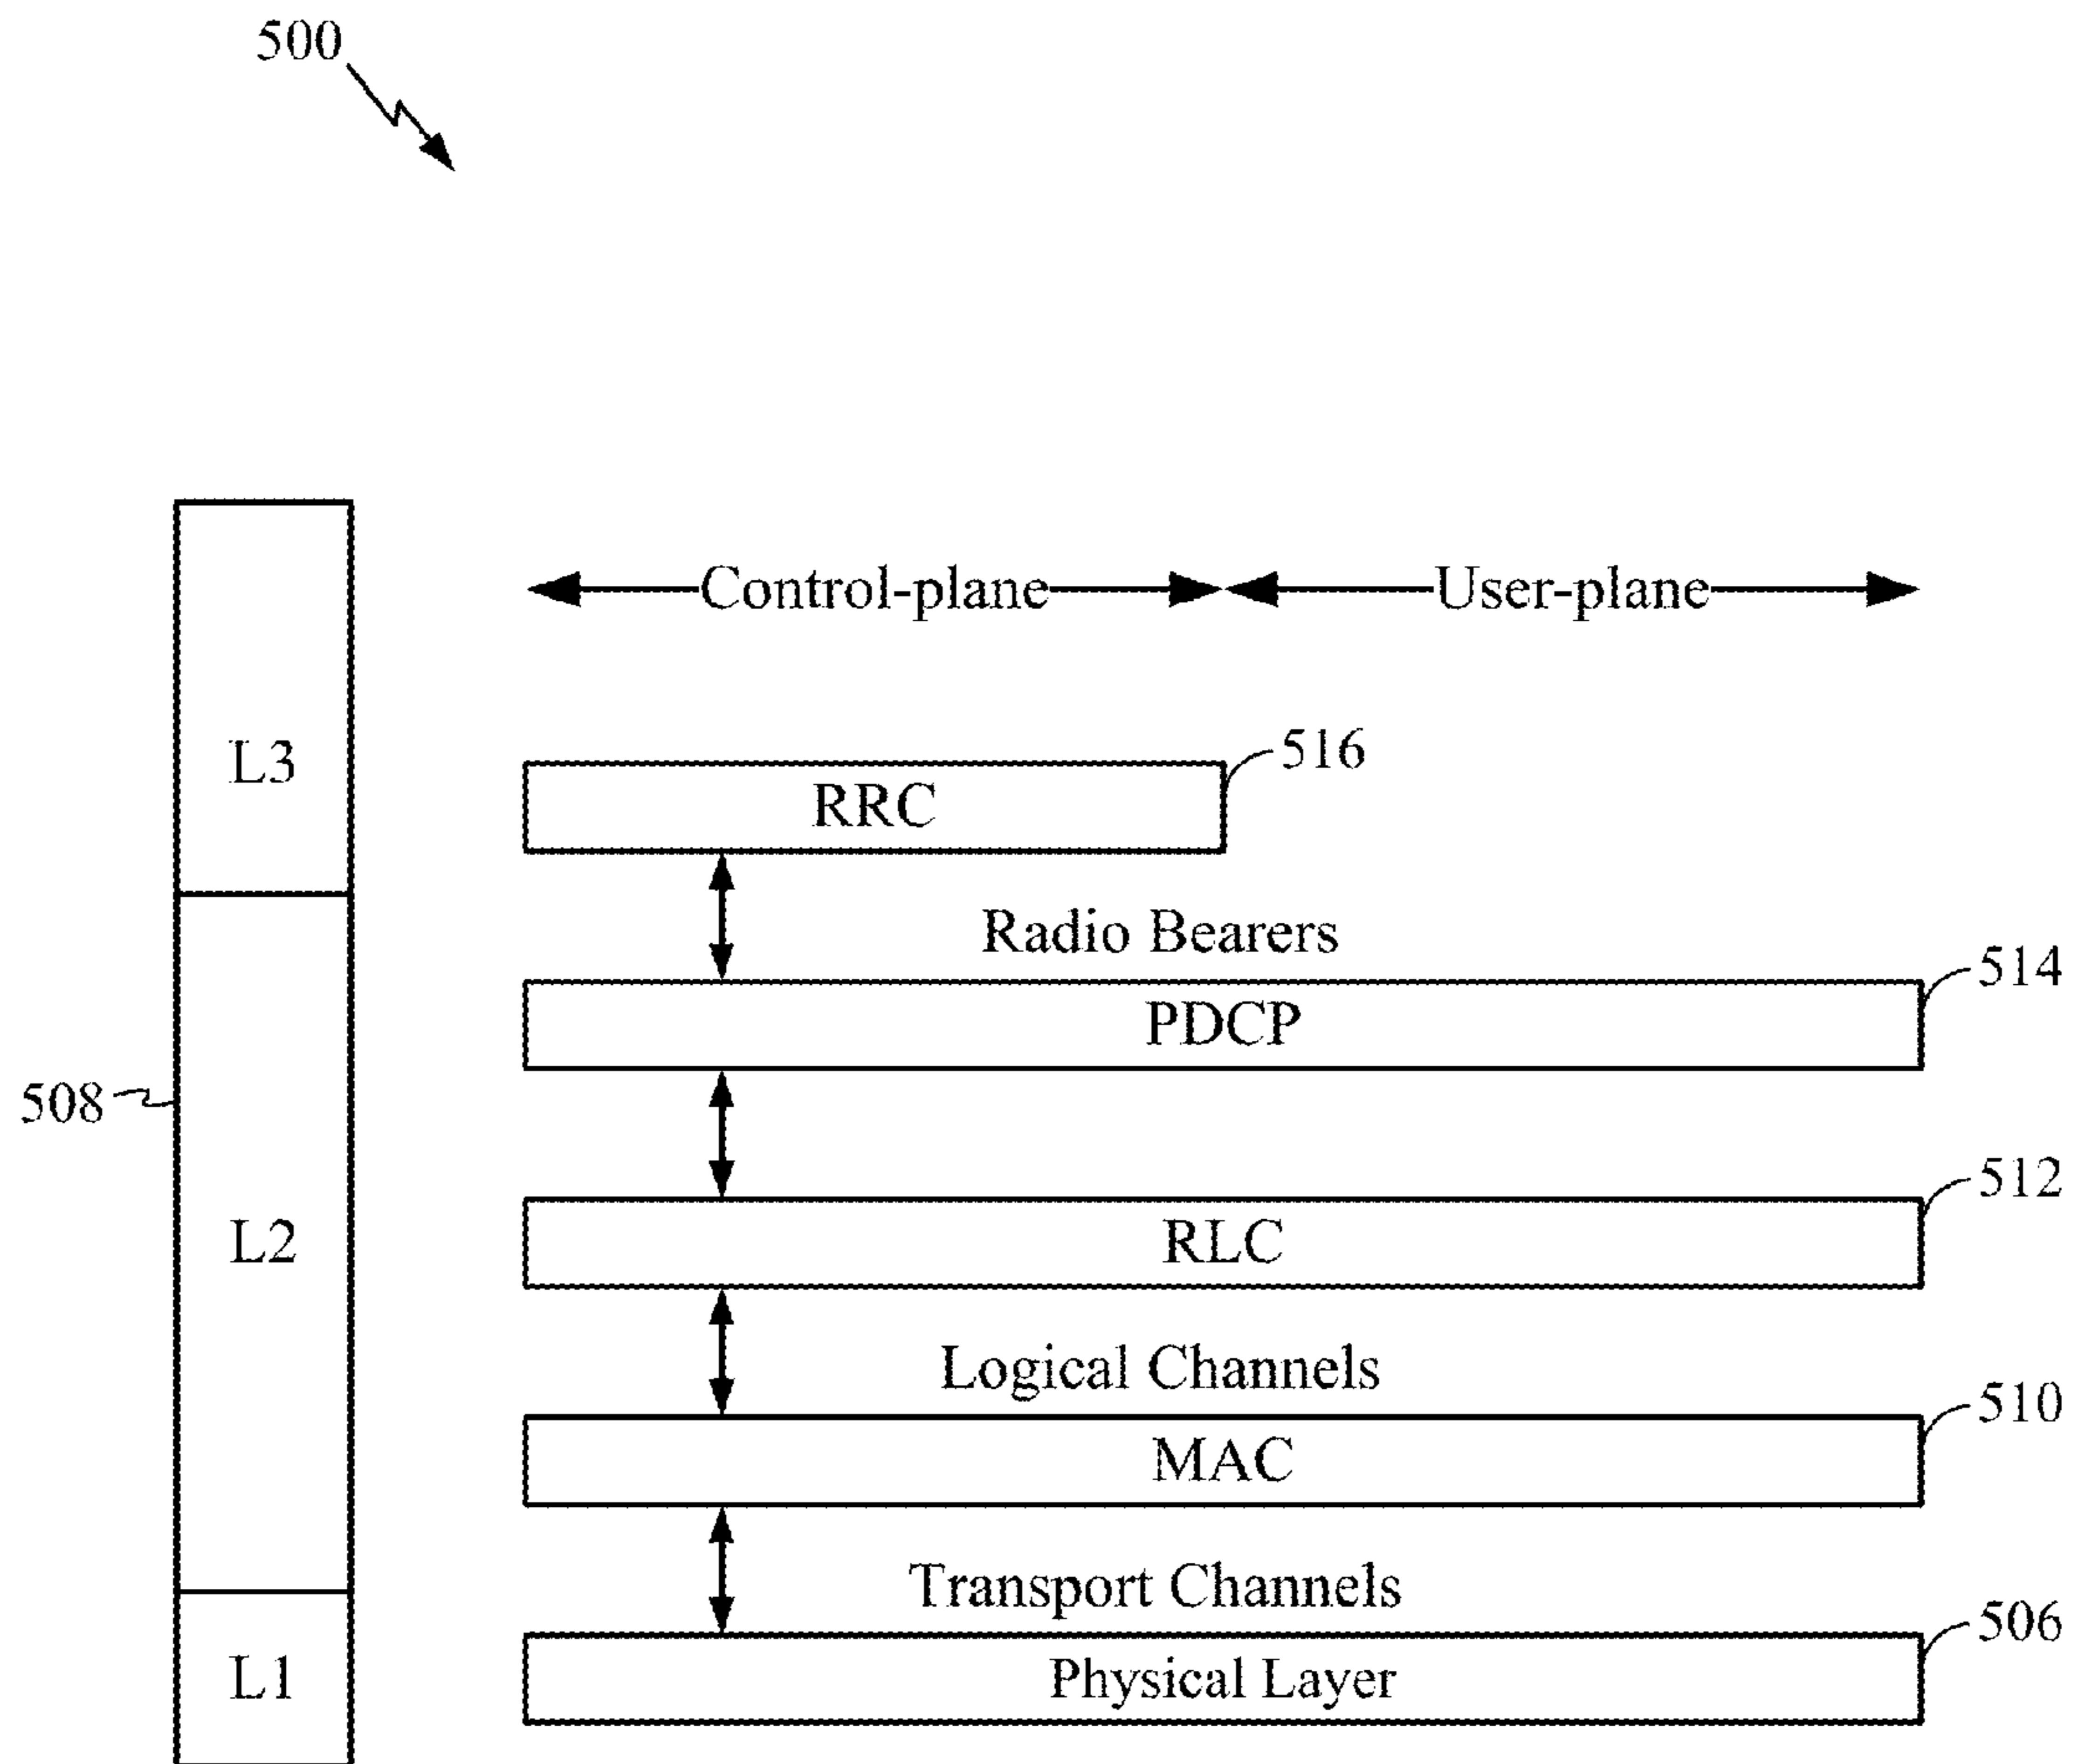 500
Control-plane User-plane
L3
516
RRC
Radio Bearers
514
PDCP
508
512
L2
RLC
Logical Channels
510
MAC
Transport Channels
506
L1
Physical Layer